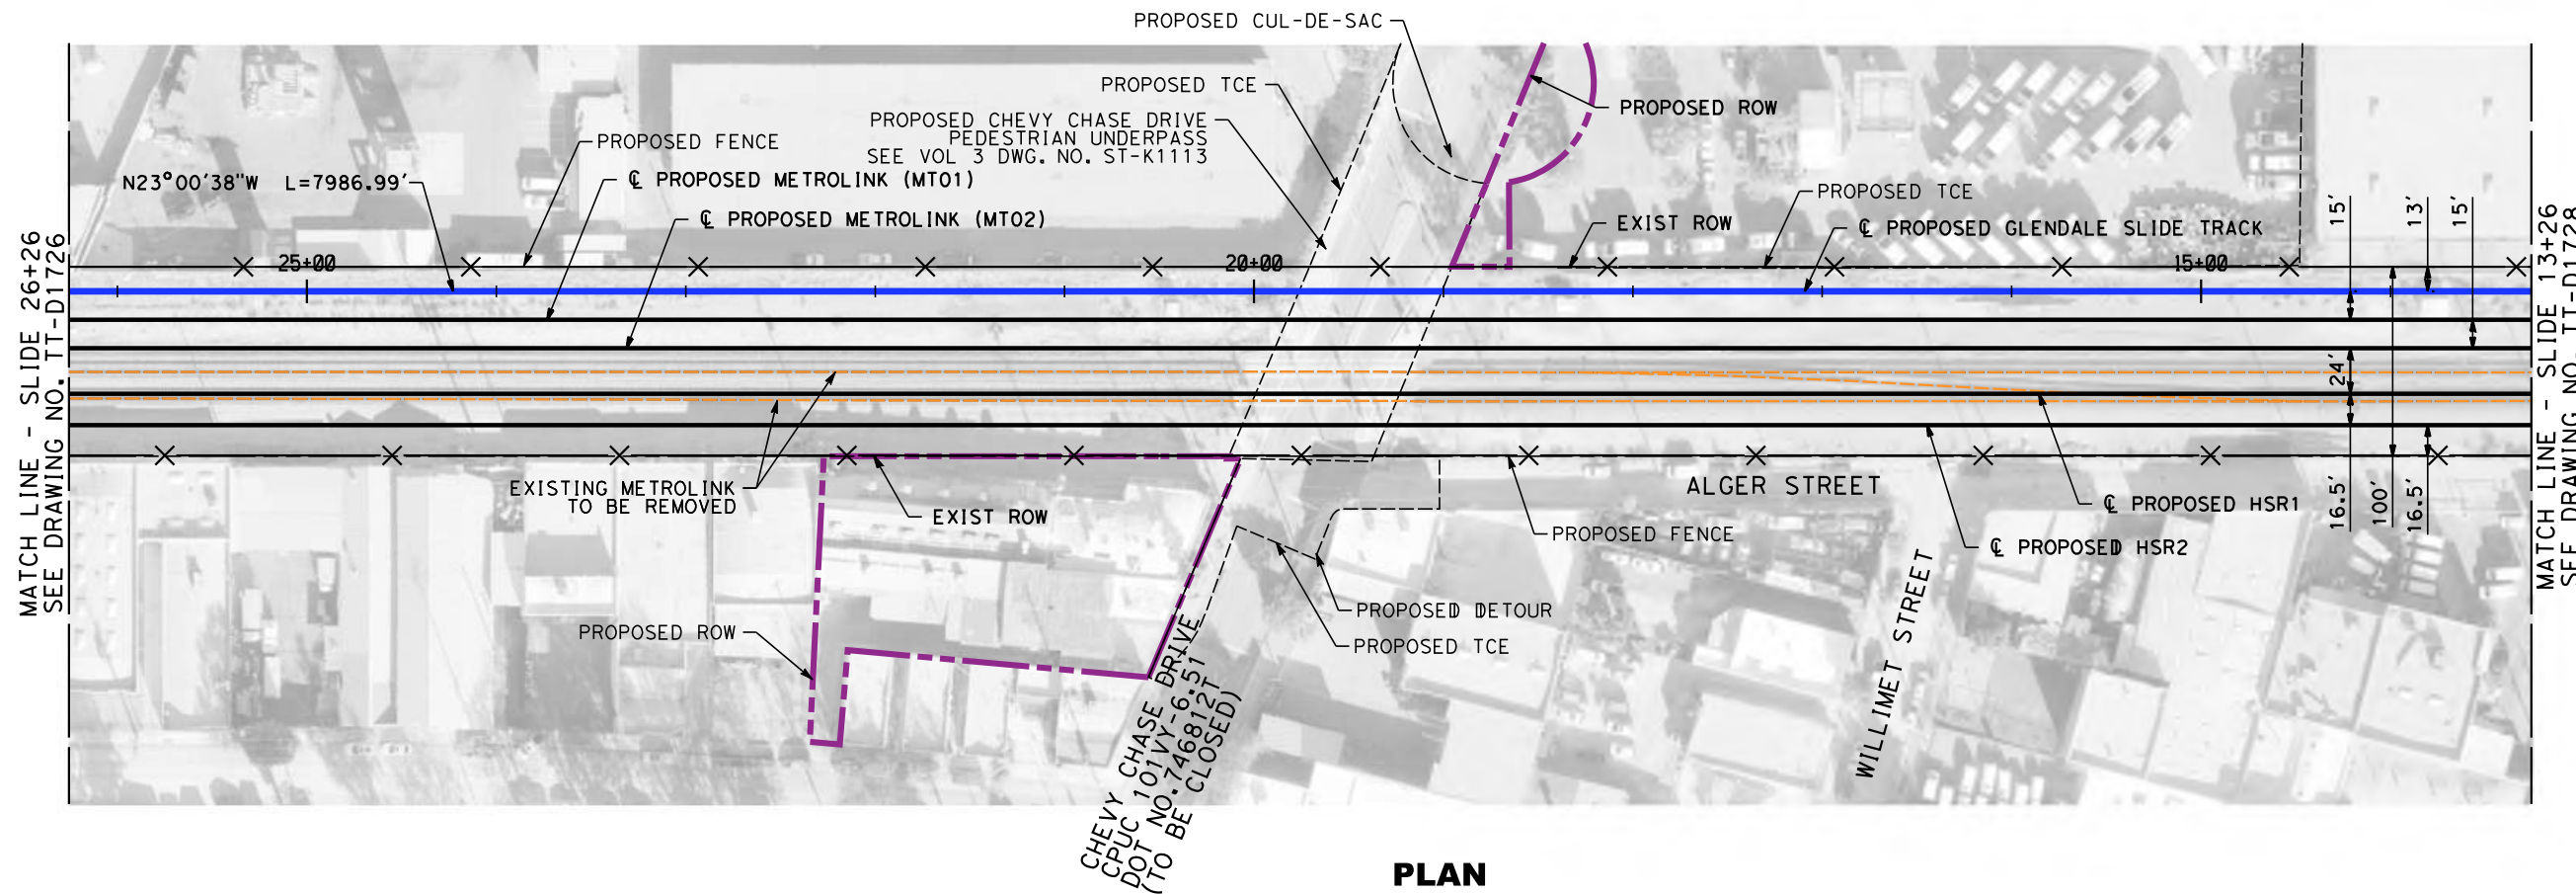 PROPOSED CUL-DE-SAC
PROPOSED TCE
PROPOSED ROW
PROPOSED CHEVY CHASE DRIVE
PEDESTRIAN UNDERPASS
SEE VOL 3 DWG. NO. ST-K1113
PROPOSED FENCE
N23°00'38"W L=7986.99'
℄ PROPOSED METROLINK (MT01)
℄ PROPOSED METROLINK (MT02)
PROPOSED TCE
EXIST ROW
℄ PROPOSED GLENDALE SLIDE TRACK
15'
13'
15'
25+00
20+00
15+00
MATCH LINE - SLIDE 26+26
SEE DRAWING NO. TT-D1726
MATCH LINE - SLIDE 13+26
SEE DRAWING NO. TT-D1728
24'
16.5'
100'
16.5'
EXISTING METROLINK
TO BE REMOVED
EXIST ROW
ALGER STREET
PROPOSED FENCE
℄ PROPOSED HSR1
℄ PROPOSED HSR2
PROPOSED ROW
PROPOSED DETOUR
PROPOSED TCE
WILLIMET STREET
CHEVY CHASE DRIVE
CPUC 101VY-6.51
DOT NO.746812T
(TO BE CLOSED)
PLAN